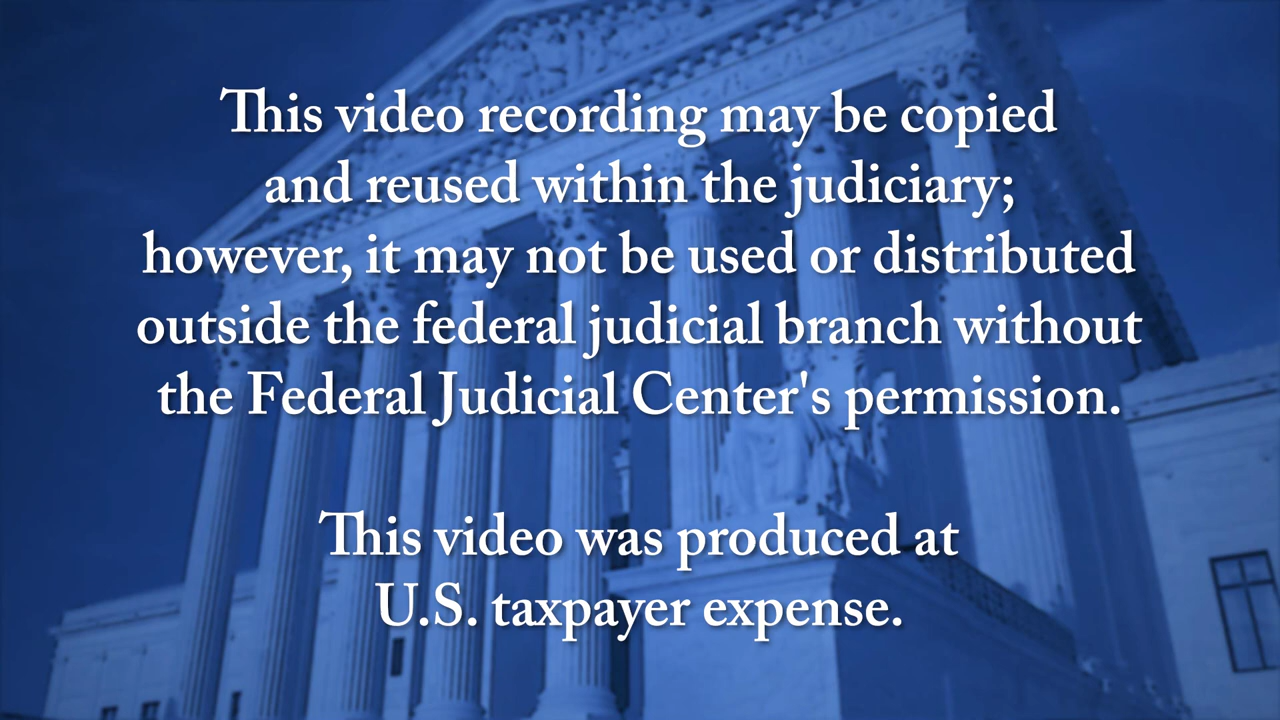 This video recording may be copied
and reused within the judiciary;
however, it may not be used or distributed
outside the federal judicial branch without
the Federal Judicial Center's permission.
This video was produced at
U.S. taxpayer expense.